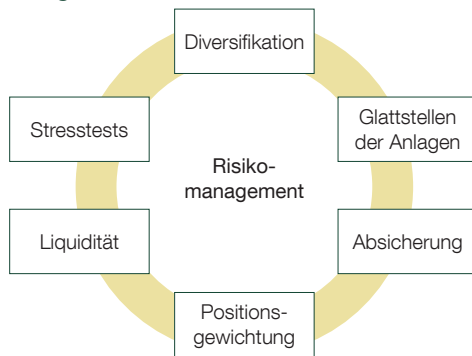 Diversifikation
Glattstellen
der Anlagen
Stresstests
Risiko-
management
Liquidität
Absicherung
Positions-
gewichtung